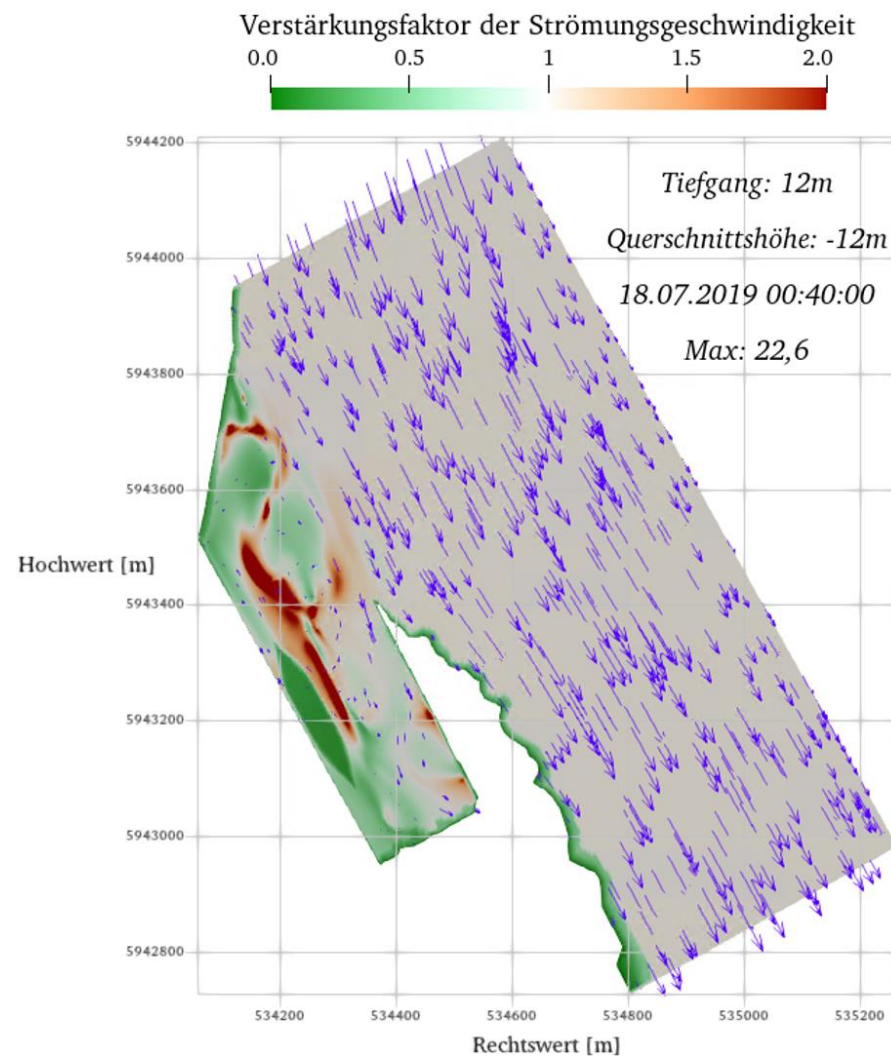 Verstärkungsfaktor der Strömungsgeschwindigkeit
0.0 0.5 1 1.5 2.0
5944200
Tiefgang: 12m
Querschnittshöhe: -12m
5944000
18.07.2019 00:40:00
Max: 22,6
5943800
5943600
Hochwert [m]
5943400
5943200
5943000
5942800
534200 534400 534600 534800 535000 535200
Rechtswert [m]